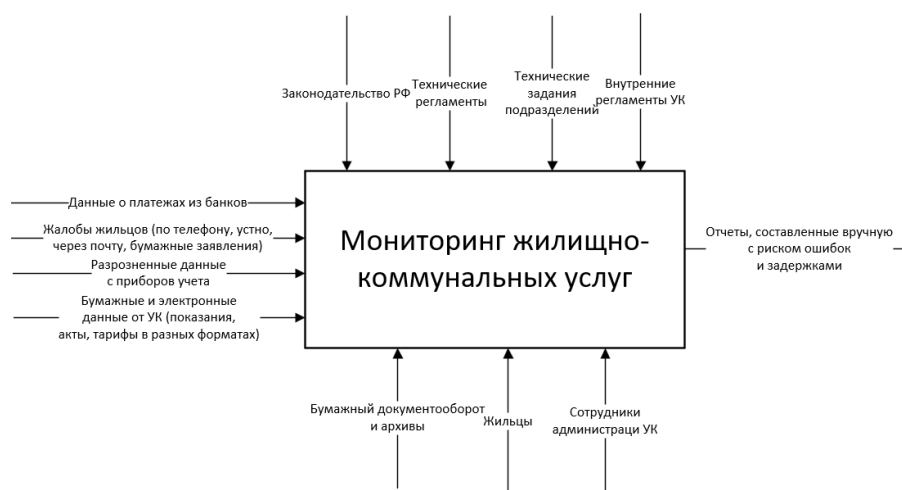 Законодательство РФ
Технические
регламенты
Технические
задания
подразделений
Внутренние
регламенты УК
Данные о платежах из банков
Жалобы жильцов (по телефону, устно,
через почту, бумажные заявления)
Разрозненные данные
с приборов учета
Бумажные и электронные
данные от УК (показания,
акты, тарифы в разных форматах)
Мониторинг жилищно-
коммунальных услуг
Отчеты, составленные вручную
с риском ошибок
и задержками
Бумажный документооборот
и архивы
Жильцы
Сотрудники
администраци УК